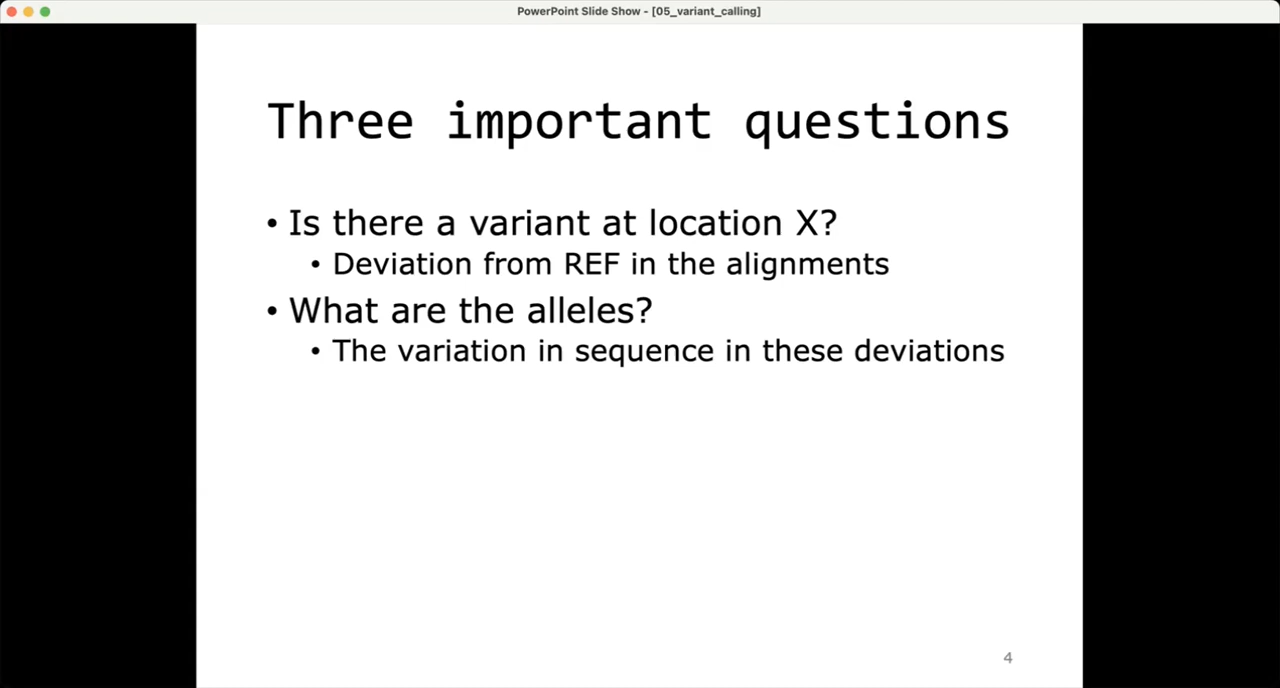 PowerPoint Slide Show - [05_variant_calling]
Three important questions
• Is there a variant at location X?
• Deviation from REF in the alignments
• What are the alleles?
• The variation in sequence in these deviations
4